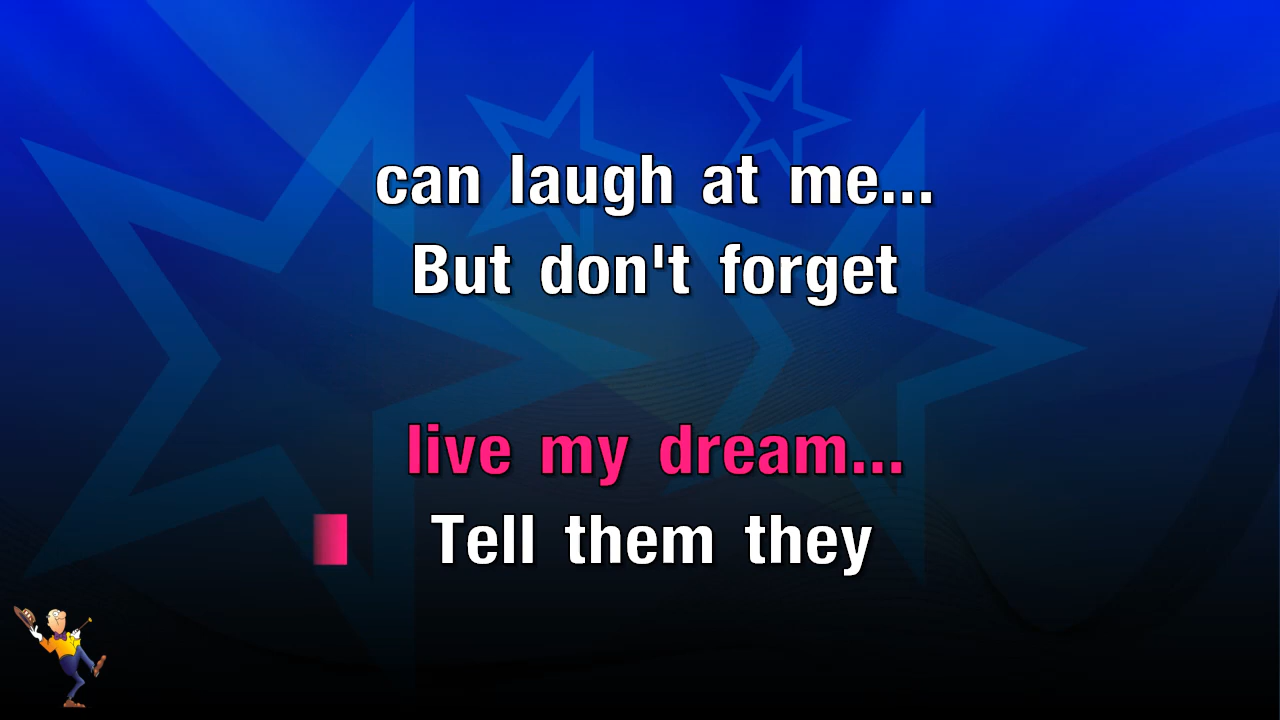 can laugh at me...
But don't forget
live my dream...
Tell them they